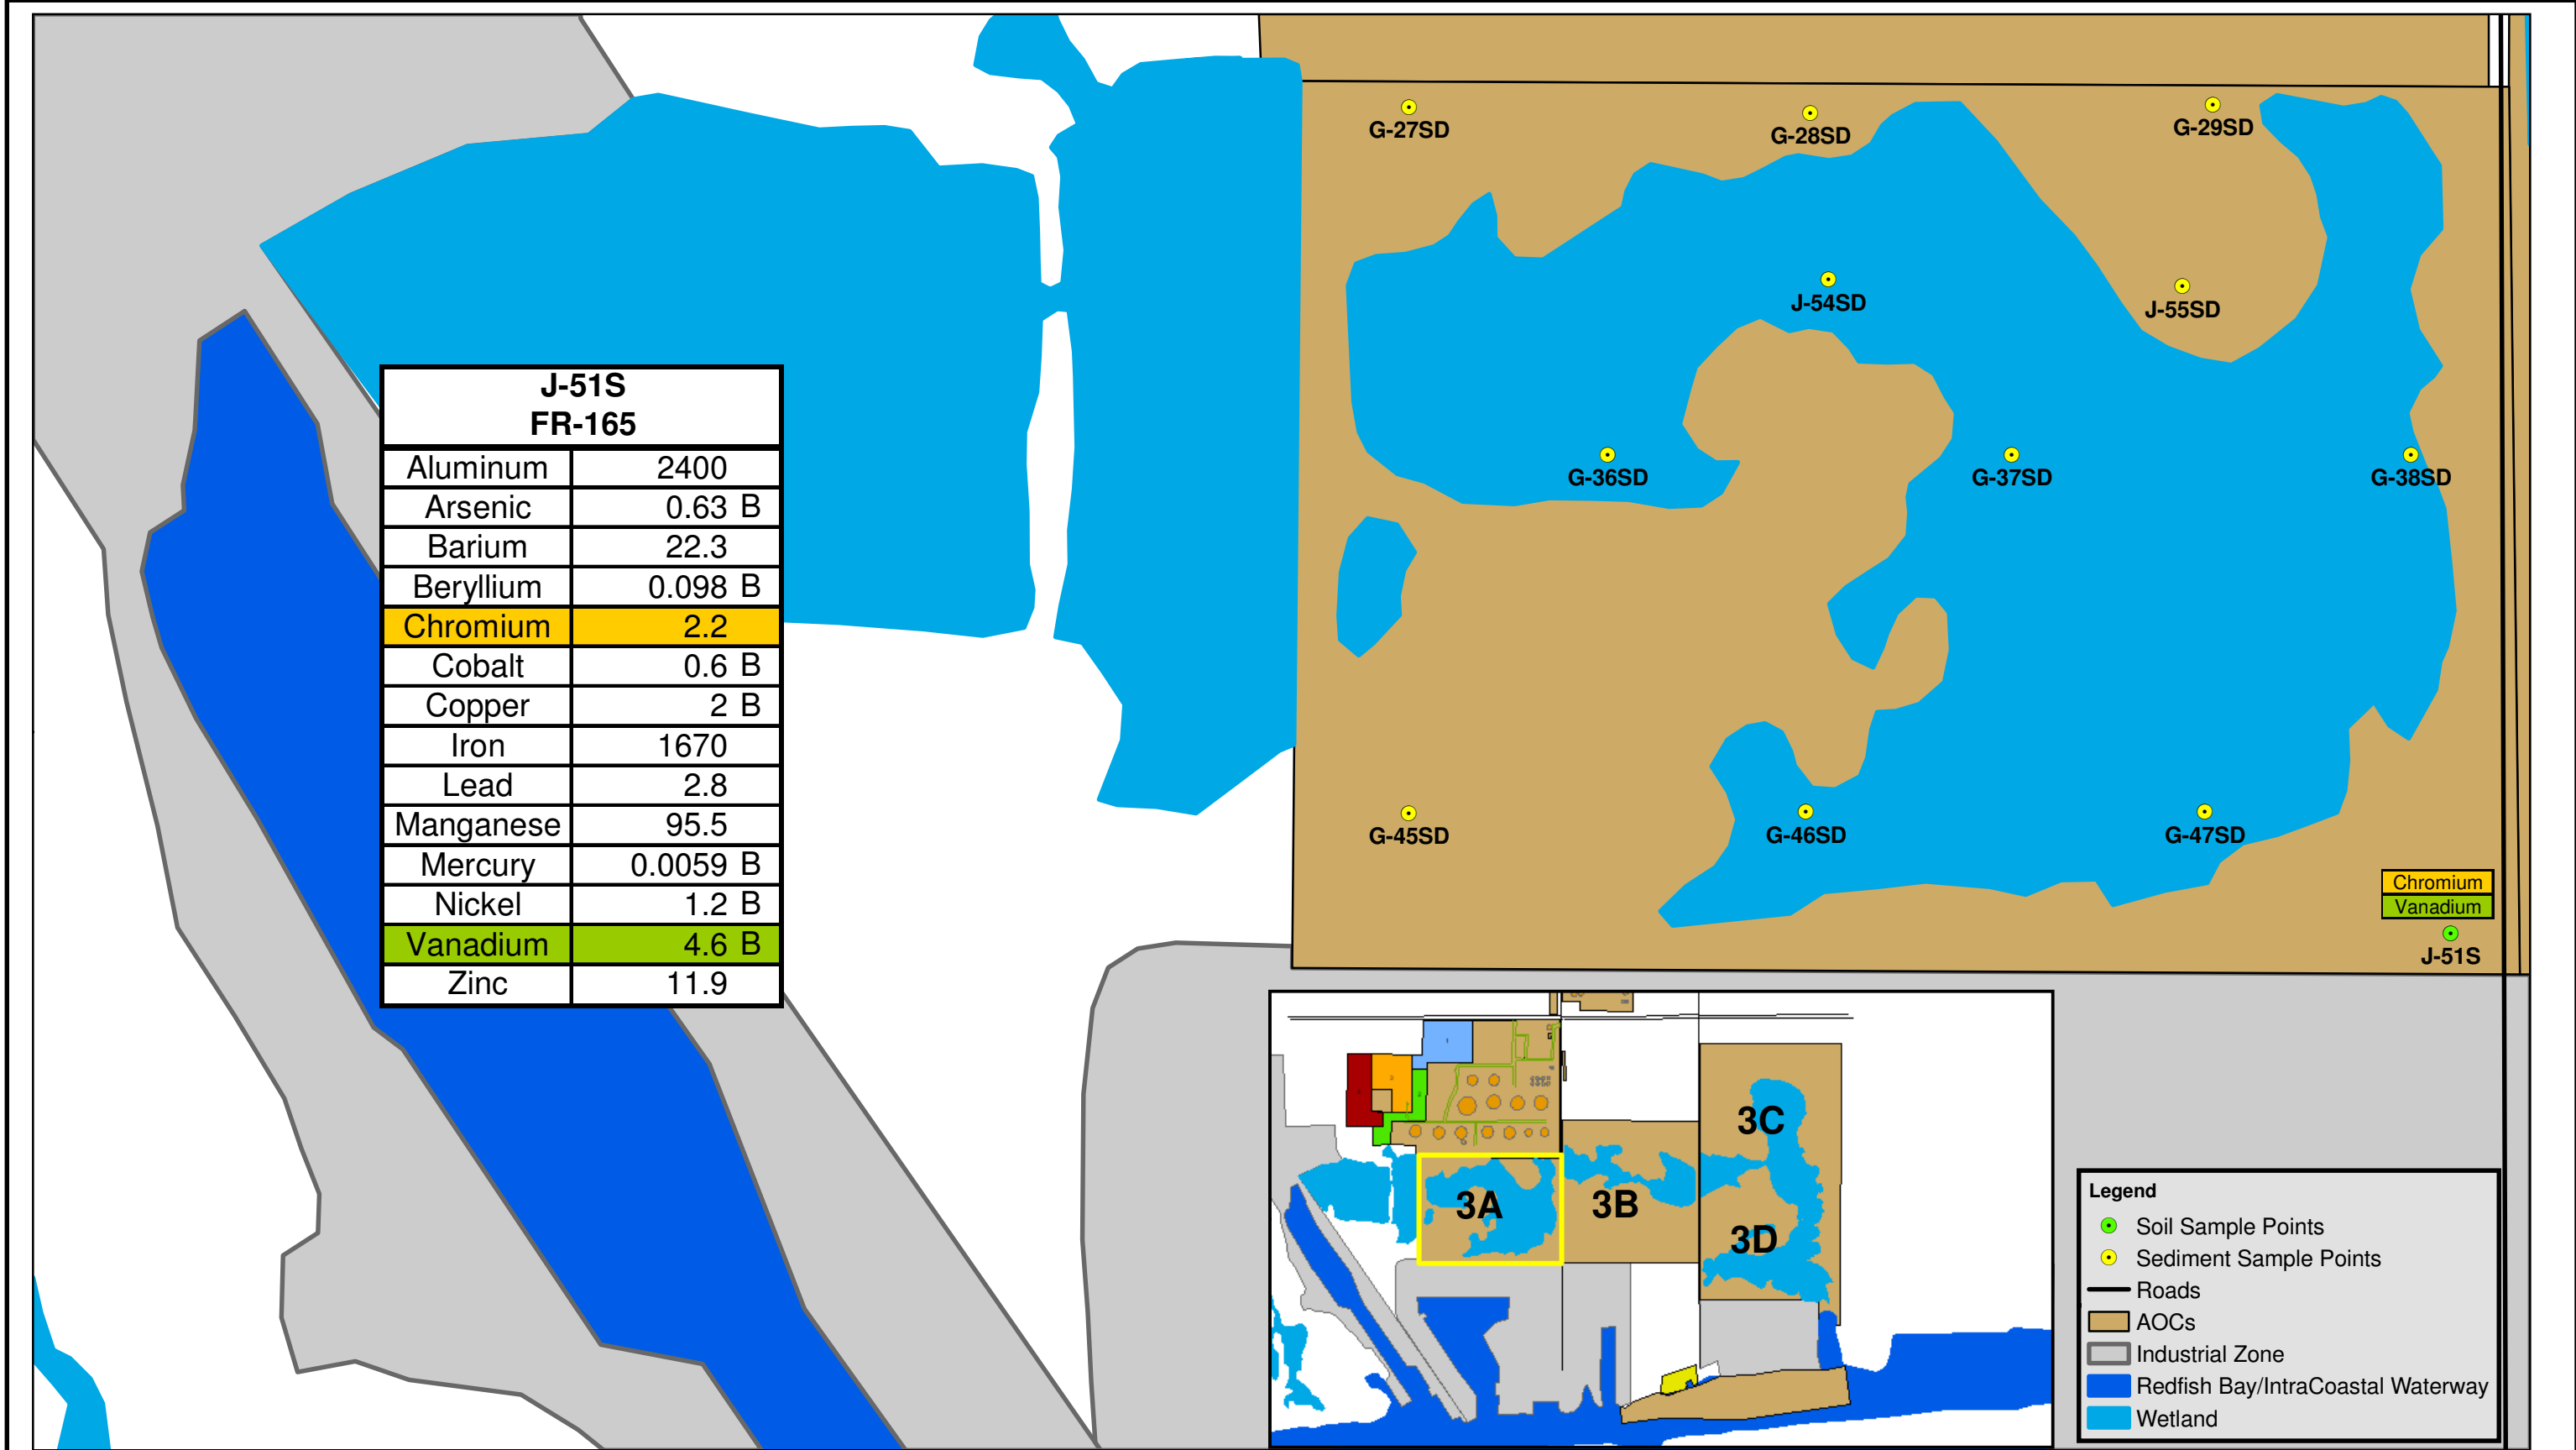 G-27SD
G-28SD
G-29SD
J-54SD
J-55SD
G-36SD
G-37SD
G-38SD
G-45SD
G-46SD
G-47SD
Chromium
Vanadium
J-51S
J-51S
FR-165
Aluminum 2400
Arsenic 0.63 B
Barium 22.3
Beryllium 0.098 B
Chromium 2.2
Cobalt 0.6 B
Copper 2 B
Iron 1670
Lead 2.8
Manganese 95.5
Mercury 0.0059 B
Nickel 1.2 B
Vanadium 4.6 B
Zinc 11.9
3A
3B
3C
3D
Legend
Soil Sample Points
Sediment Sample Points
Roads
AOCs
Industrial Zone
Redfish Bay/IntraCoastal Waterway
Wetland